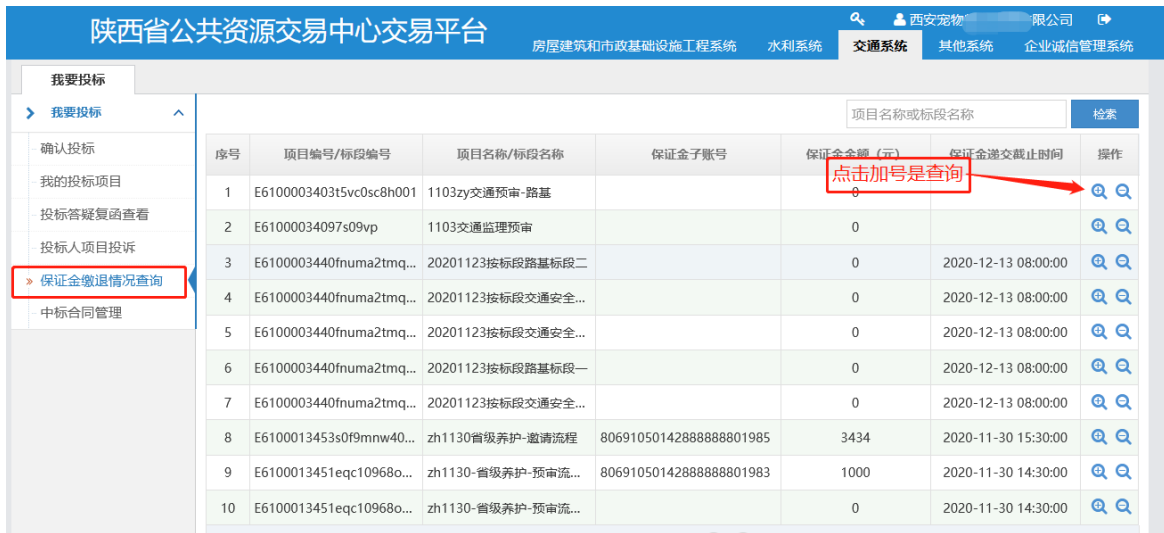 陕西省公共资源交易中心交易平台
西安宠物 限公司
房屋建筑和市政基础设施工程系统 水利系统 交通系统 其他系统 企业诚信管理系统
我要投标
我要投标
确认投标
我的投标项目
投标答疑复函查看
投标人项目投诉
» 保证金缴退情况查询
中标合同管理
项目名称或标段名称 检索
序号 项目编号/标段编号 项目名称/标段名称 保证金子账号 保证金金额（元） 保证金递交截止时间 操作
点击加号是查询
1 E6100003403t5vc0sc8h001 1103zy交通预审-路基 0
2 E61000034097s09vp 1103交通监理预审 0
3 E6100003440fnuma2tmq... 20201123按标段路基标段二 0 2020-12-13 08:00:00
4 E6100003440fnuma2tmq... 20201123按标段交通安全... 0 2020-12-13 08:00:00
5 E6100003440fnuma2tmq... 20201123按标段交通安全... 0 2020-12-13 08:00:00
6 E6100003440fnuma2tmq... 20201123按标段路基标段一 0 2020-12-13 08:00:00
7 E6100003440fnuma2tmq... 20201123按标段交通安全... 0 2020-12-13 08:00:00
8 E6100013453s0f9mnw40... zh1130省级养护-邀请流程 80691050142888888801985 3434 2020-11-30 15:30:00
9 E6100013451eqc10968o... zh1130-省级养护-预审流... 80691050142888888801983 1000 2020-11-30 14:30:00
10 E6100013451eqc10968o... zh1130-省级养护-预审流... 0 2020-11-30 14:30:00